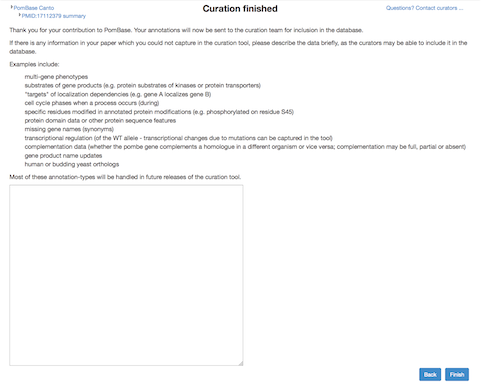 PomBase Canto
PMID:17112379 summary
Curation finished
Questions? Contact curators ...
Thank you for your contribution to PomBase. Your annotations will now be sent to the curation team for inclusion in the database.
If there is any information in your paper which you could not capture in the curation tool, please describe the data briefly, as the curators may be able to include it in the
database.
Examples include:
multi-gene phenotypes
substrates of gene products (e.g. protein substrates of kinases or protein transporters)
"targets" of localization dependencies (e.g. gene A localizes gene B)
cell cycle phases when a process occurs (during)
specific residues modified in annotated protein modifications (e.g. phosphorylated on residue S45)
protein domain data or other protein sequence features
missing gene names (synonyms)
transcriptional regulation (of the WT allele - transcriptional changes due to mutations can be captured in the tool)
complementation data (whether the pombe gene complements a homologue in a different organism or vice versa; complementation may be full, partial or absent)
gene product name updates
human or budding yeast orthologs
Most of these annotation-types will be handled in future releases of the curation tool.
Back
Finish